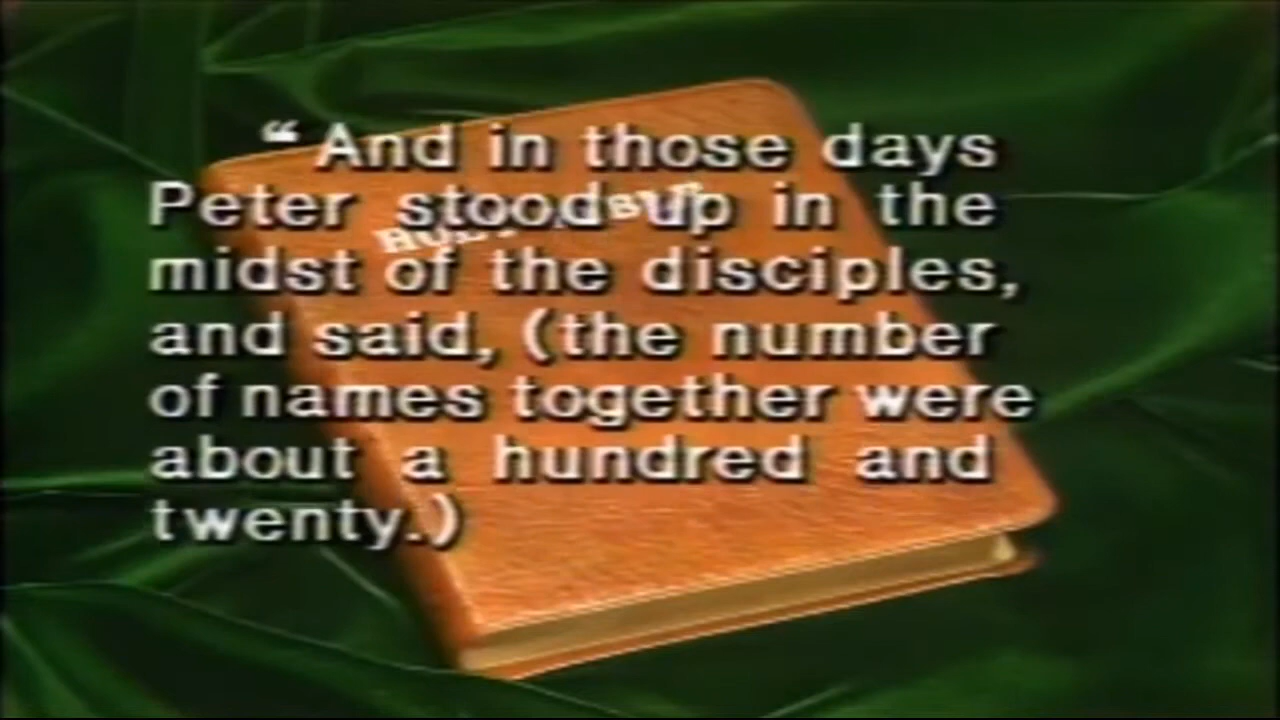 “And in those days
Peter stood up in the
midst of the disciples,
and said, (the number
of names together were
about a hundred and
twenty.)